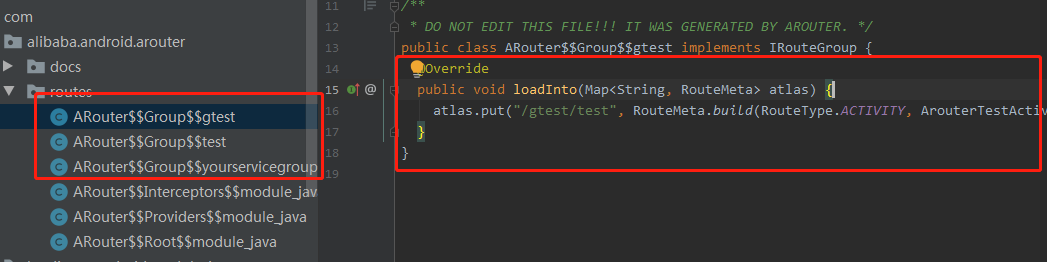 com
alibaba.android.arouter
docs
routes
ARouter$$Group$$gtest
ARouter$$Group$$test
ARouter$$Group$$yourservicegroup
ARouter$$Interceptors$$module_jav
ARouter$$Providers$$module_java
ARouter$$Root$$module_java
11 /**
12 * DO NOT EDIT THIS FILE!!! IT WAS GENERATED BY AROUTER. */
13 public class ARouter$$Group$$gtest implements IRouteGroup {
14 @Override
15 @ public void loadInto(Map<String, RouteMeta> atlas) {
16 atlas.put("/gtest/test", RouteMeta.build(RouteType.ACTIVITY, ArouterTestActiv
17 }
18 }
19